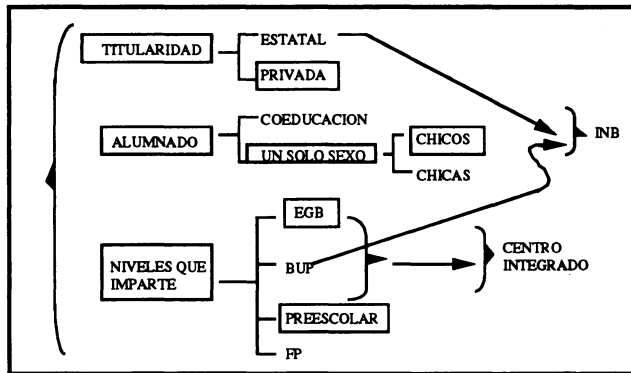 TITULARIDAD
ESTATAL
PRIVADA
ALUMNADO
COEDUCACION
UN SOLO SEXO
CHICOS
CHICAS
INB
NIVELES QUE
IMPARTE
EGB
BUP
PREESCOLAR
FP
CENTRO
INTEGRADO